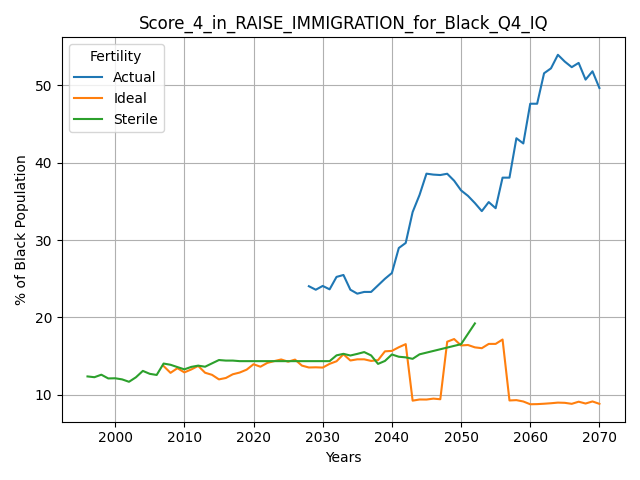 Score_4_in_RAISE_IMMIGRATION_for_Black_Q4_IQ
Fertility
Actual
Ideal
Sterile
% of Black Population
50
40
30
20
10
2000 2010 2020 2030 2040 2050 2060 2070
Years